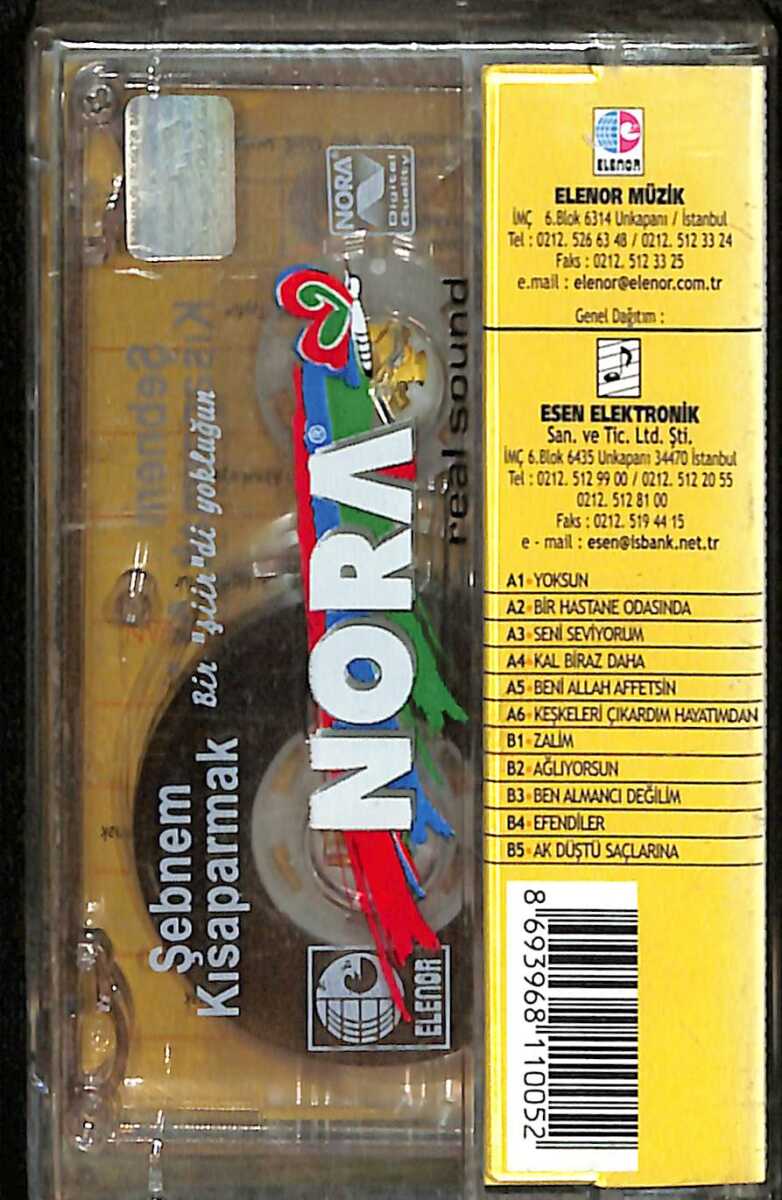 Şebnem
Kısaparmak
Bir "şiir"di yokluğun
NORA
Digital
Quality
NORA®
real sound
ELENOR
ELENOR
ELENOR MÜZİK
İMÇ 6.Blok 6314 Unkapanı / İstanbul
Tel : 0212. 526 63 48 / 0212. 512 33 24
Faks : 0212. 512 33 25
e.mail : elenor@elenor.com.tr
Genel Dağıtım :
ESEN ELEKTRONİK
San. ve Tic. Ltd. Şti.
İMÇ 6.Blok 6435 Unkapanı 34470 İstanbul
Tel : 0212. 512 99 00 / 0212. 512 20 55
0212. 512 81 00
Faks : 0212. 519 44 15
e - mail : esen@isbank.net.tr
A1 YOKSUN
A2 BİR HASTANE ODASINDA
A3 SENİ SEVİYORUM
A4 KAL BİRAZ DAHA
A5 BENİ ALLAH AFFETSİN
A6 KEŞKELERİ ÇIKARDIM HAYATIMDAN
B1 ZALİM
B2 AĞLIYORSUN
B3 BEN ALMANCI DEĞİLİM
B4 EFENDİLER
B5 AK DÜŞTÜ SAÇLARINA
8 693968 110052